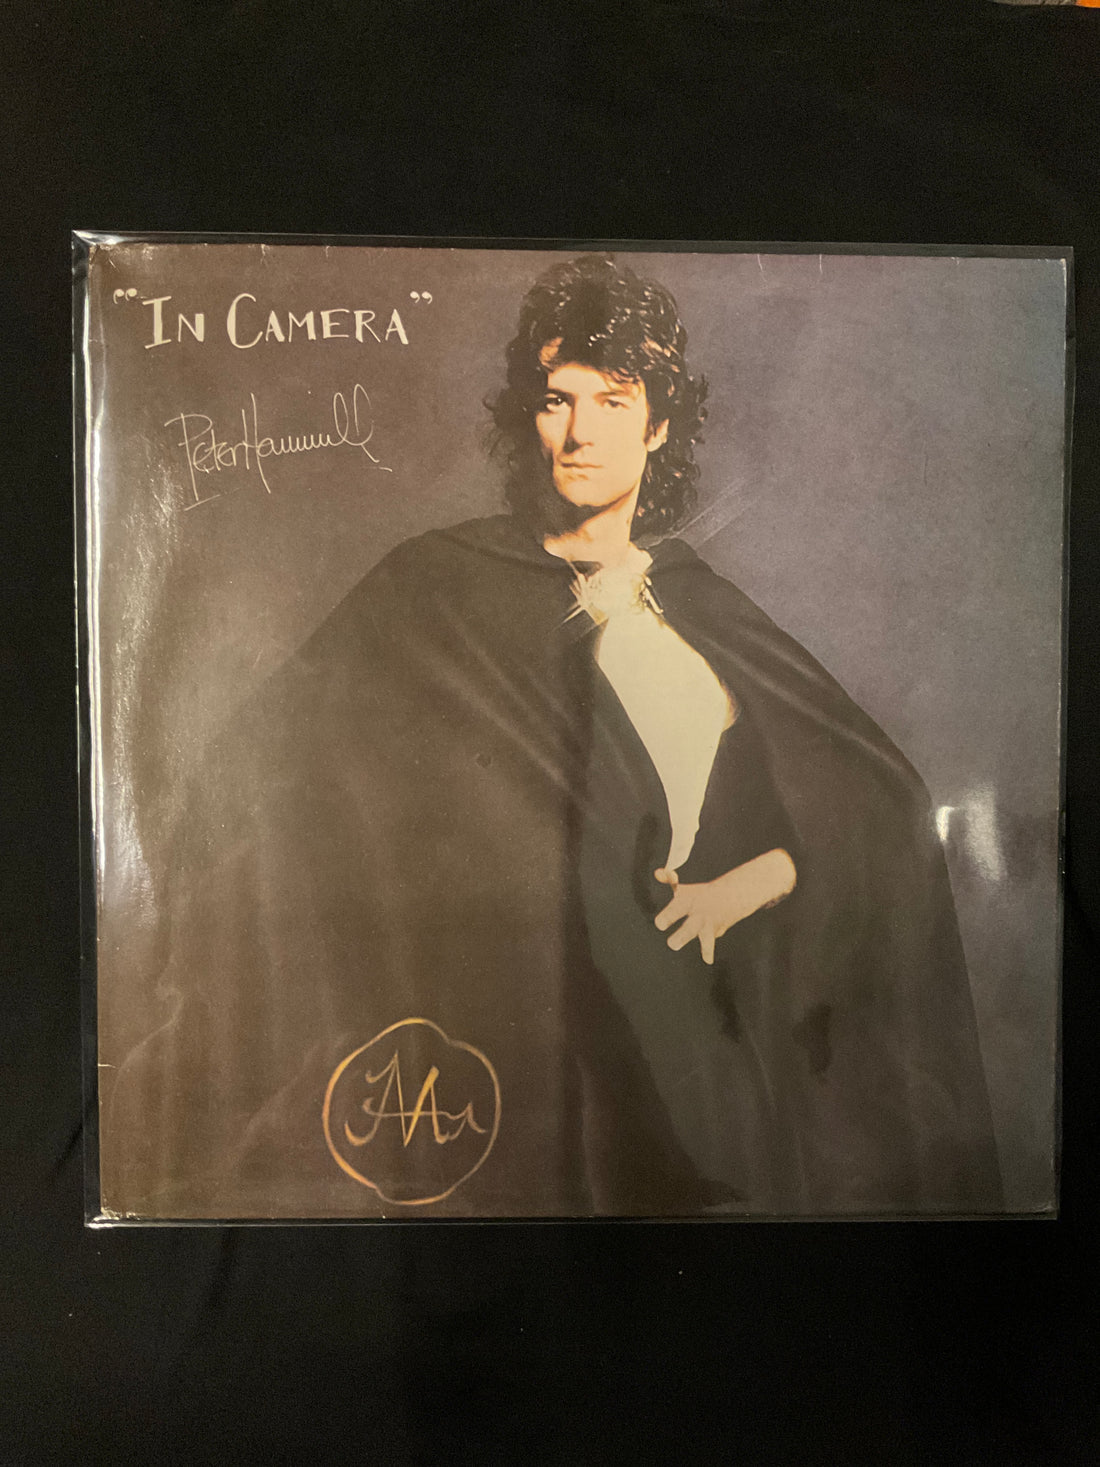 “In Camera”
Peter Hammill